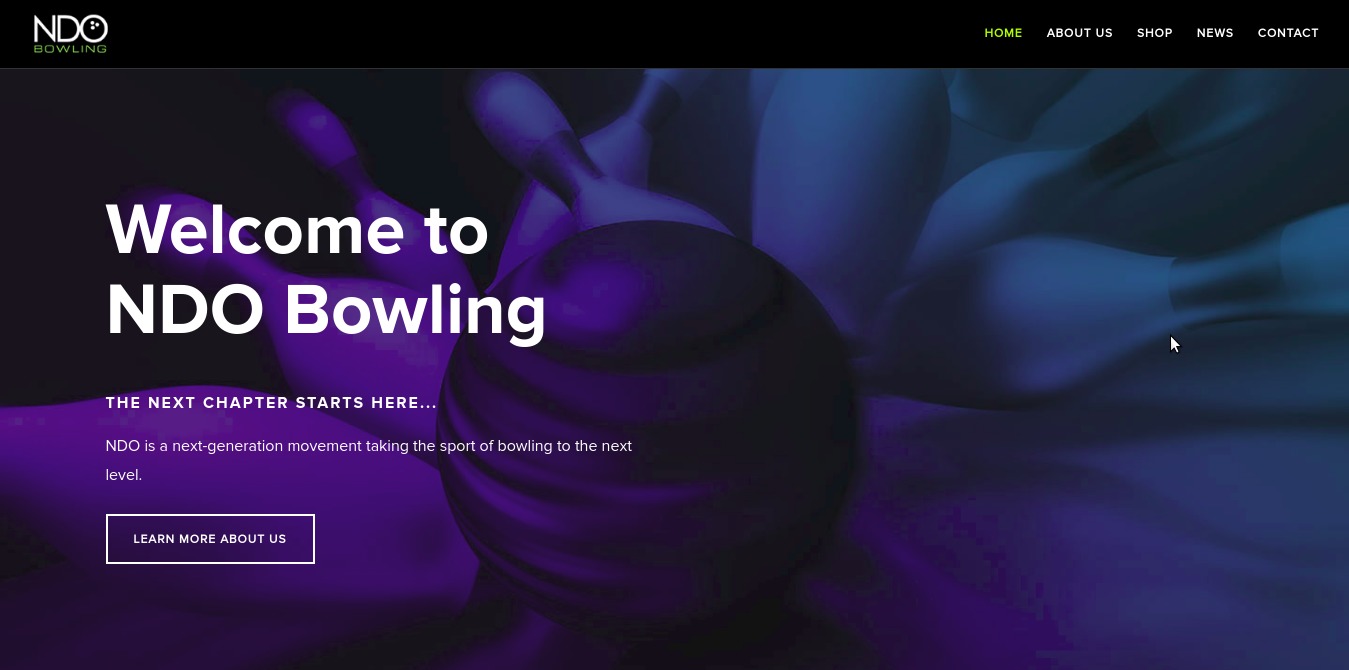 NDO
BOWLING
HOME ABOUT US SHOP NEWS CONTACT
Welcome to
NDO Bowling
THE NEXT CHAPTER STARTS HERE...
NDO is a next-generation movement taking the sport of bowling to the next
level.
LEARN MORE ABOUT US